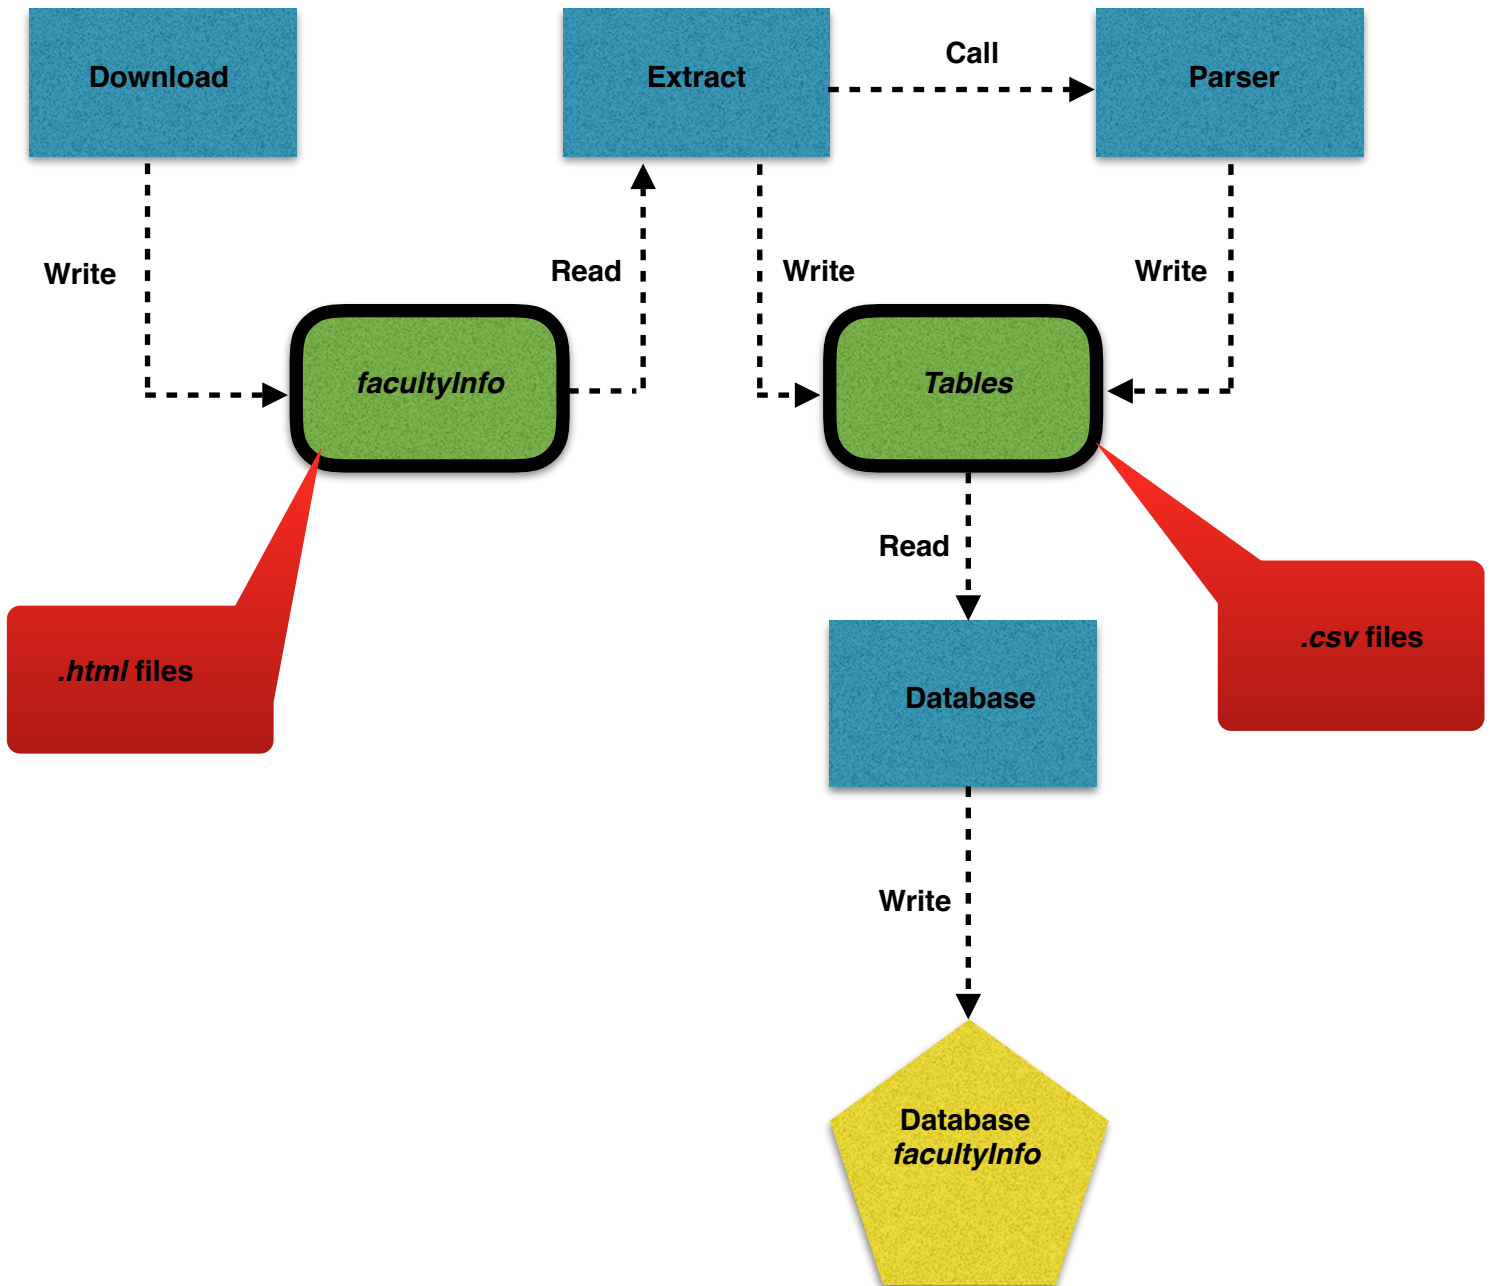 Download
Extract
Call
Parser
Write
Read
Write
Write
facultyInfo
Tables
Read
.html files
.csv files
Database
Write
Database
facultyInfo